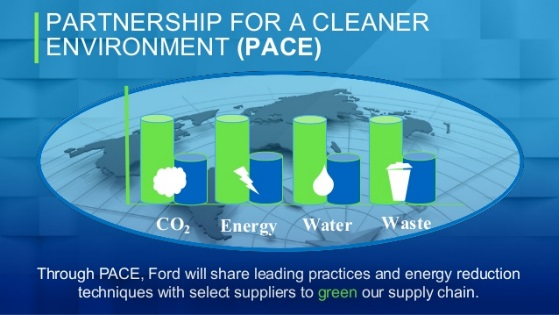 PARTNERSHIP FOR A CLEANER
ENVIRONMENT (PACE)
CO₂ Energy Water Waste
Through PACE, Ford will share leading practices and energy reduction
techniques with select suppliers to green our supply chain.